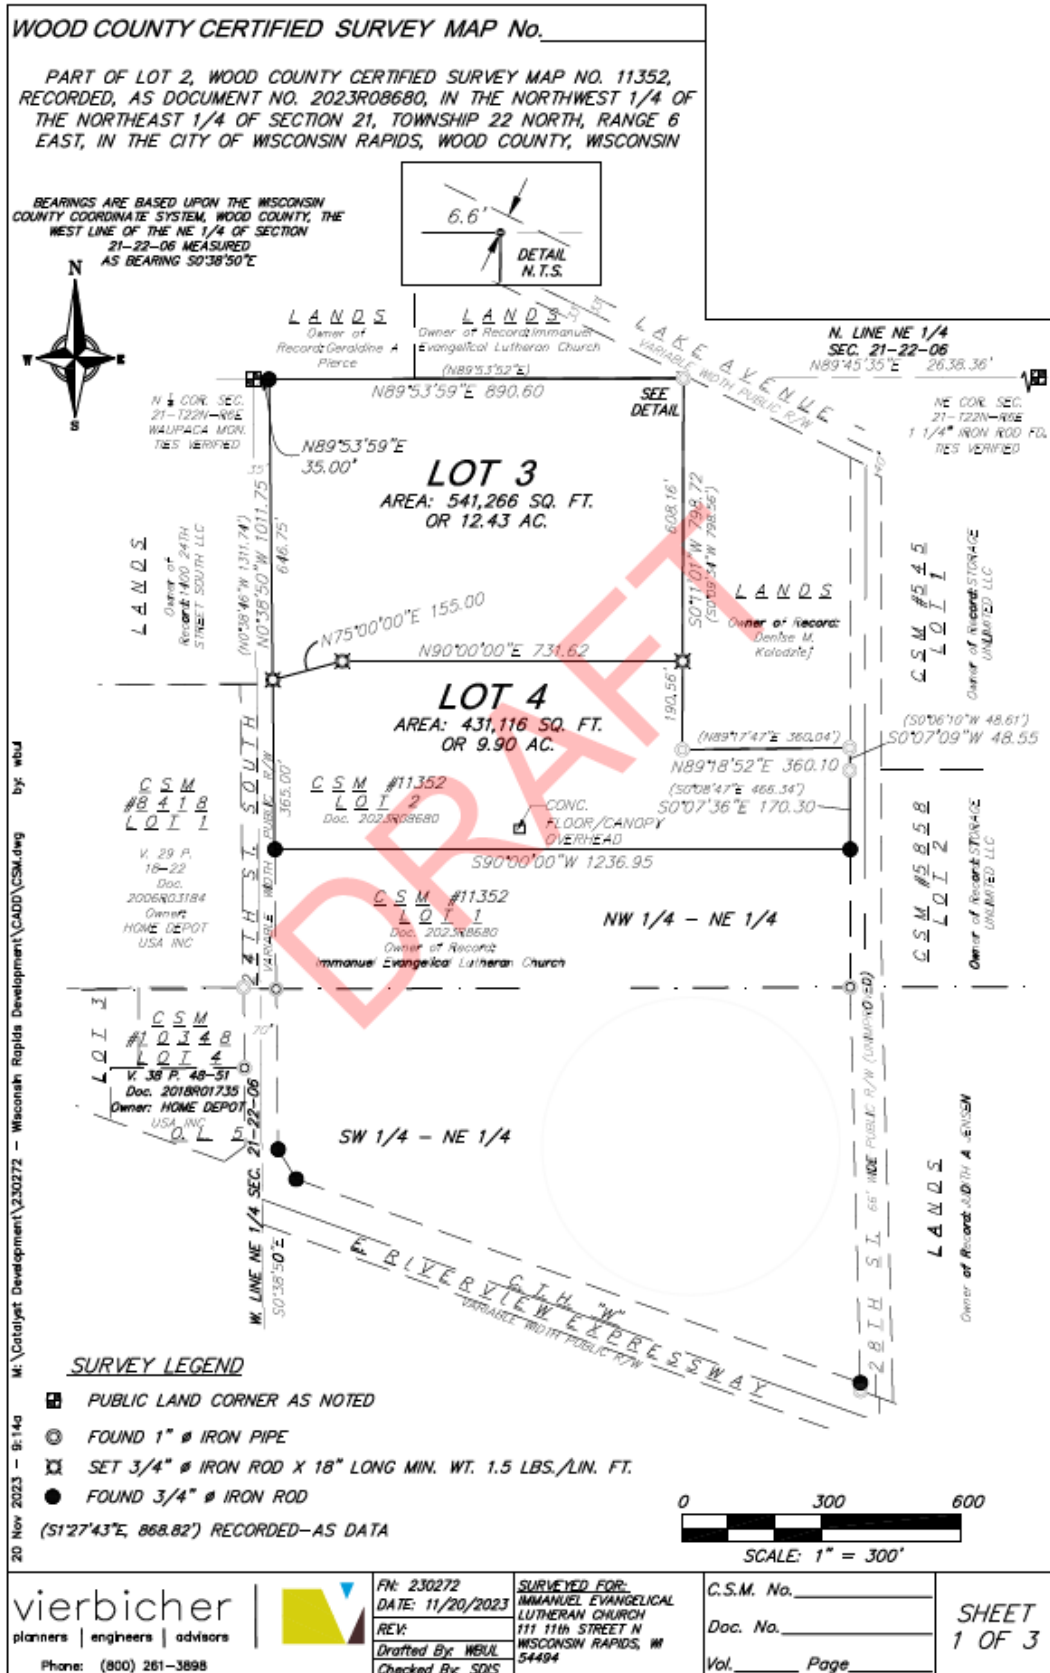 WOOD COUNTY CERTIFIED SURVEY MAP No.
PART OF LOT 2, WOOD COUNTY CERTIFIED SURVEY MAP NO. 11352,
RECORDED, AS DOCUMENT NO. 2023R08680, IN THE NORTHWEST 1/4 OF
THE NORTHEAST 1/4 OF SECTION 21, TOWNSHIP 22 NORTH, RANGE 6
EAST, IN THE CITY OF WISCONSIN RAPIDS, WOOD COUNTY, WISCONSIN
BEARINGS ARE BASED UPON THE WISCONSIN
COUNTY COORDINATE SYSTEM, WOOD COUNTY, THE
WEST LINE OF THE NE 1/4 OF SECTION
21-22-06 MEASURED
AS BEARING S0°38'50"E
6.6'
DETAIL
N.T.S.
N
W
E
S
LANDS
Owner of
Record: Geraldine A
Pierce
LANDS
Owner of Record: Immanuel
Evangelical Lutheran Church
(N89°53'52"E)
N89°53'59"E 890.60
LAKE AVENUE
VARIABLE WIDTH PUBLIC R/W
N. LINE NE 1/4
SEC. 21-22-06
N89°45'35"E 2638.36'
N ¼ COR. SEC.
21-T22N-R6E
WAUPACA MON.
TIES VERIFIED
NE COR. SEC.
21-T22N-R6E
1 1/4" IRON ROD FD.
TIES VERIFIED
SEE
DETAIL
N89°53'59"E
35.00'
35'
140'
LOT 3
AREA: 541,266 SQ. FT.
OR 12.43 AC.
LANDS
Owner of
Record: 1400 24TH
STREET SOUTH LLC
(N0°38'46"W 1311.74')
N0°38'50"W 1011.75
646.75'
608.16'
S0°11'01"W 798.72
(S0°09'34"W 798.56')
LANDS
Owner of Record:
Denise M.
Kolodziej
CSM #545
LOT 1
Owner of Record: STORAGE
UNLIMITED LLC
N75°00'00"E 155.00
N90°00'00"E 731.62
LOT 4
AREA: 431,116 SQ. FT.
OR 9.90 AC.
190.56'
(N89°17'47"E 360.04')
N89°18'52"E 360.10
(S0°06'10"W 48.61')
S0°07'09"W 48.55
(S0°08'47"E 466.34')
S0°07'36"E 170.30
CSM
#8418
LOT 1
V. 29 P.
18-22
Doc.
2006R03184
Owner:
HOME DEPOT
USA INC
24TH ST. SOUTH
VARIABLE WIDTH PUBLIC R/W
365.00'
CSM #11352
LOT 2
Doc. 2023R08680
CONC.
FLOOR/CANOPY
OVERHEAD
S90°00'00"W 1236.95
CSM #5858
LOT 2
Owner of Record: STORAGE
UNLIMITED LLC
CSM #11352
LOT 1
Doc. 2023R8680
Owner of Record:
Immanuel Evangelical Lutheran Church
NW 1/4 - NE 1/4
DRAFT
LOT 3
CSM
#10348
LOT 4
V. 38 P. 48-51
Doc. 2018R01735
Owner: HOME DEPOT
USA INC
O.L. 5
70'
SW 1/4 - NE 1/4
W. LINE NE 1/4 SEC. 21-22-06
S0°38'50"E
28TH ST. 66' WIDE PUBLIC R/W (UNIMPROVED)
LANDS
Owner of Record: JUDITH A JENSEN
C.T.H. "W"
E. RIVERVIEW EXPRESSWAY
VARIABLE WIDTH PUBLIC R/W
SURVEY LEGEND
PUBLIC LAND CORNER AS NOTED
FOUND 1" ø IRON PIPE
SET 3/4" ø IRON ROD X 18" LONG MIN. WT. 1.5 LBS./LIN. FT.
FOUND 3/4" ø IRON ROD
(S1°27'43"E, 868.82') RECORDED-AS DATA
0 300 600
SCALE: 1" = 300'
20 Nov 2023 - 9:14a M:\Catalyst Development\230272 - Wisconsin Rapids Development\CADD\CSM.dwg by: wbul
vierbicher
planners | engineers | advisors
Phone: (800) 261-3898
FN: 230272
DATE: 11/20/2023
REV:
Drafted By: WBUL
Checked By: SDIS
SURVEYED FOR:
IMMANUEL EVANGELICAL
LUTHERAN CHURCH
111 11th STREET N
WISCONSIN RAPIDS, WI
54494
C.S.M. No.
Doc. No.
Vol. Page
SHEET
1 OF 3